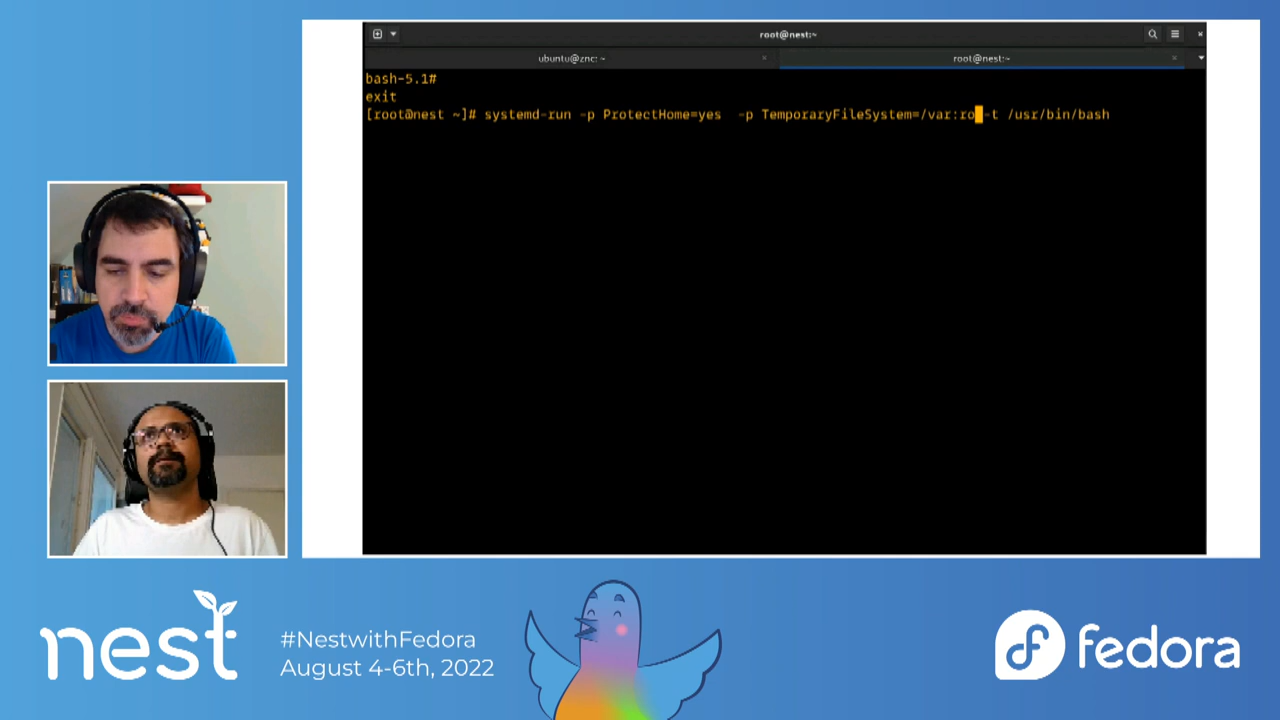 root@nest:~
ubuntu@znc: ~
root@nest:~
bash-5.1#
exit
[root@nest ~]# systemd-run -p ProtectHome=yes  -p TemporaryFileSystem=/var:ro -t /usr/bin/bash
nest
#NestwithFedora
August 4-6th, 2022
fedora